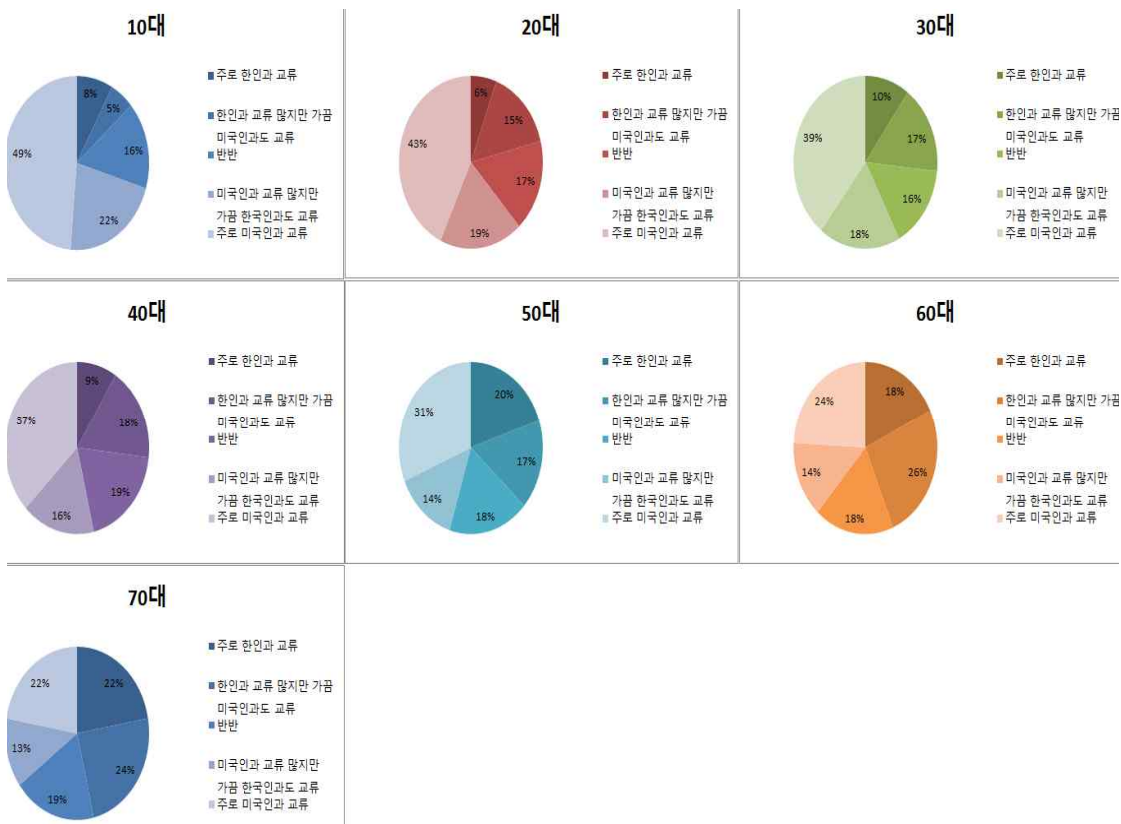 10대
8%
5%
16%
22%
49%
주로 한인과 교류
한인과 교류 많지만 가끔
미국인과도 교류
반반
미국인과 교류 많지만
가끔 한국인과도 교류
주로 미국인과 교류
20대
6%
15%
17%
19%
43%
주로 한인과 교류
한인과 교류 많지만 가끔
미국인과도 교류
반반
미국인과 교류 많지만
가끔 한국인과도 교류
주로 미국인과 교류
30대
10%
17%
16%
18%
39%
주로 한인과 교류
한인과 교류 많지만 가끔
미국인과도 교류
반반
미국인과 교류 많지만
가끔 한국인과도 교류
주로 미국인과 교류
40대
9%
18%
19%
16%
37%
주로 한인과 교류
한인과 교류 많지만 가끔
미국인과도 교류
반반
미국인과 교류 많지만
가끔 한국인과도 교류
주로 미국인과 교류
50대
20%
17%
18%
14%
31%
주로 한인과 교류
한인과 교류 많지만 가끔
미국인과도 교류
반반
미국인과 교류 많지만
가끔 한국인과도 교류
주로 미국인과 교류
60대
18%
26%
18%
14%
24%
주로 한인과 교류
한인과 교류 많지만 가끔
미국인과도 교류
반반
미국인과 교류 많지만
가끔 한국인과도 교류
주로 미국인과 교류
70대
22%
24%
19%
13%
22%
주로 한인과 교류
한인과 교류 많지만 가끔
미국인과도 교류
반반
미국인과 교류 많지만
가끔 한국인과도 교류
주로 미국인과 교류